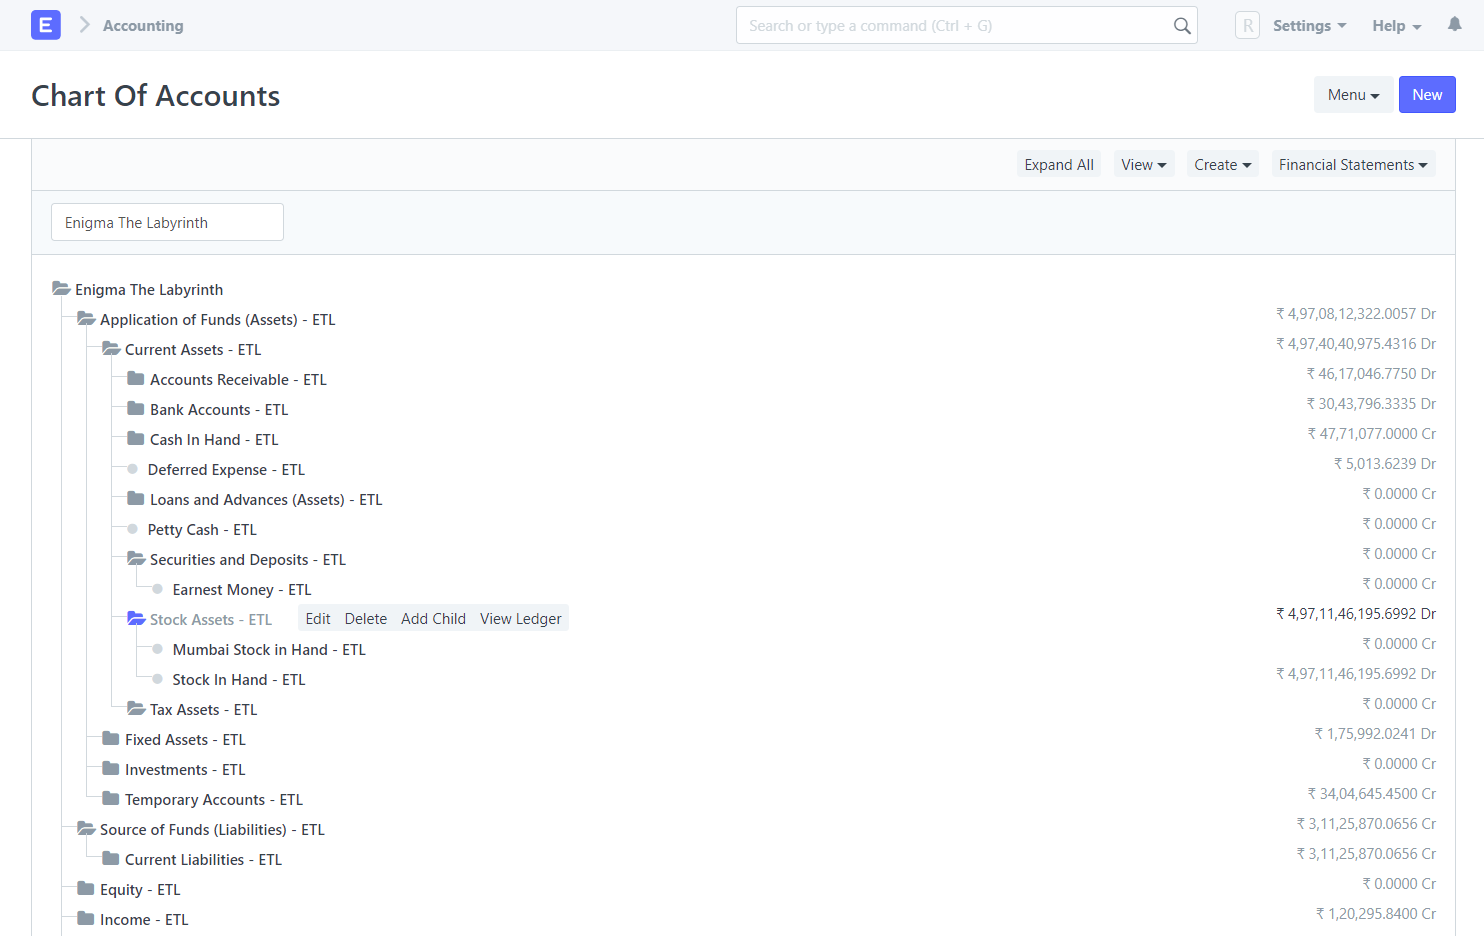 E Accounting Search or type a command (Ctrl + G) R Settings Help
Chart Of Accounts Menu New
Expand All View Create Financial Statements
Enigma The Labyrinth
Enigma The Labyrinth
Application of Funds (Assets) - ETL ₹ 4,97,08,12,322.0057 Dr
Current Assets - ETL ₹ 4,97,40,40,975.4316 Dr
Accounts Receivable - ETL ₹ 46,17,046.7750 Dr
Bank Accounts - ETL ₹ 30,43,796.3335 Dr
Cash In Hand - ETL ₹ 47,71,077.0000 Cr
Deferred Expense - ETL ₹ 5,013.6239 Dr
Loans and Advances (Assets) - ETL ₹ 0.0000 Cr
Petty Cash - ETL ₹ 0.0000 Cr
Securities and Deposits - ETL ₹ 0.0000 Cr
Earnest Money - ETL ₹ 0.0000 Cr
Stock Assets - ETL Edit Delete Add Child View Ledger ₹ 4,97,11,46,195.6992 Dr
Mumbai Stock in Hand - ETL ₹ 0.0000 Cr
Stock In Hand - ETL ₹ 4,97,11,46,195.6992 Dr
Tax Assets - ETL ₹ 0.0000 Cr
Fixed Assets - ETL ₹ 1,75,992.0241 Dr
Investments - ETL ₹ 0.0000 Cr
Temporary Accounts - ETL ₹ 34,04,645.4500 Cr
Source of Funds (Liabilities) - ETL ₹ 3,11,25,870.0656 Cr
Current Liabilities - ETL ₹ 3,11,25,870.0656 Cr
Equity - ETL ₹ 0.0000 Cr
Income - ETL ₹ 1,20,295.8400 Cr